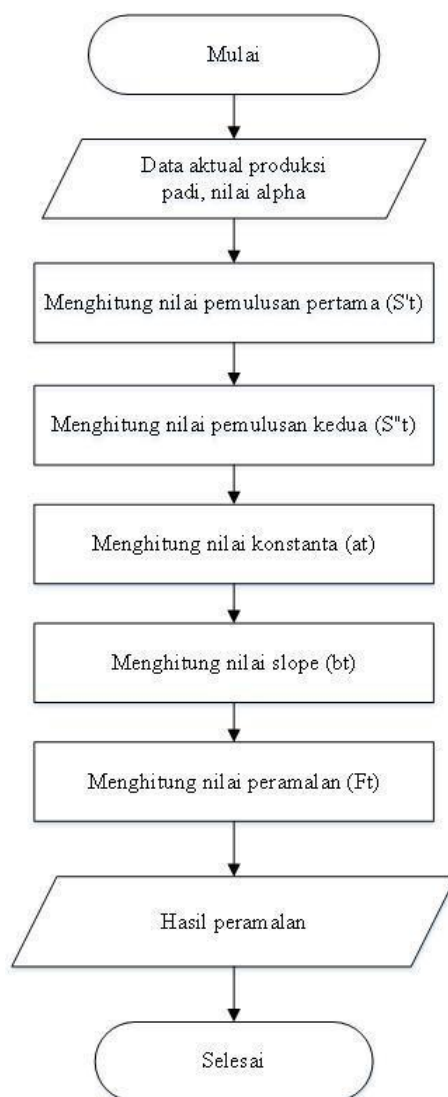 Mulai
Data aktual produksi
padi, nilai alpha
Menghitung nilai pemulusan pertama (S't)
Menghitung nilai pemulusan kedua (S"t)
Menghitung nilai konstanta (at)
Menghitung nilai slope (bt)
Menghitung nilai peramalan (Ft)
Hasil peramalan
Selesai